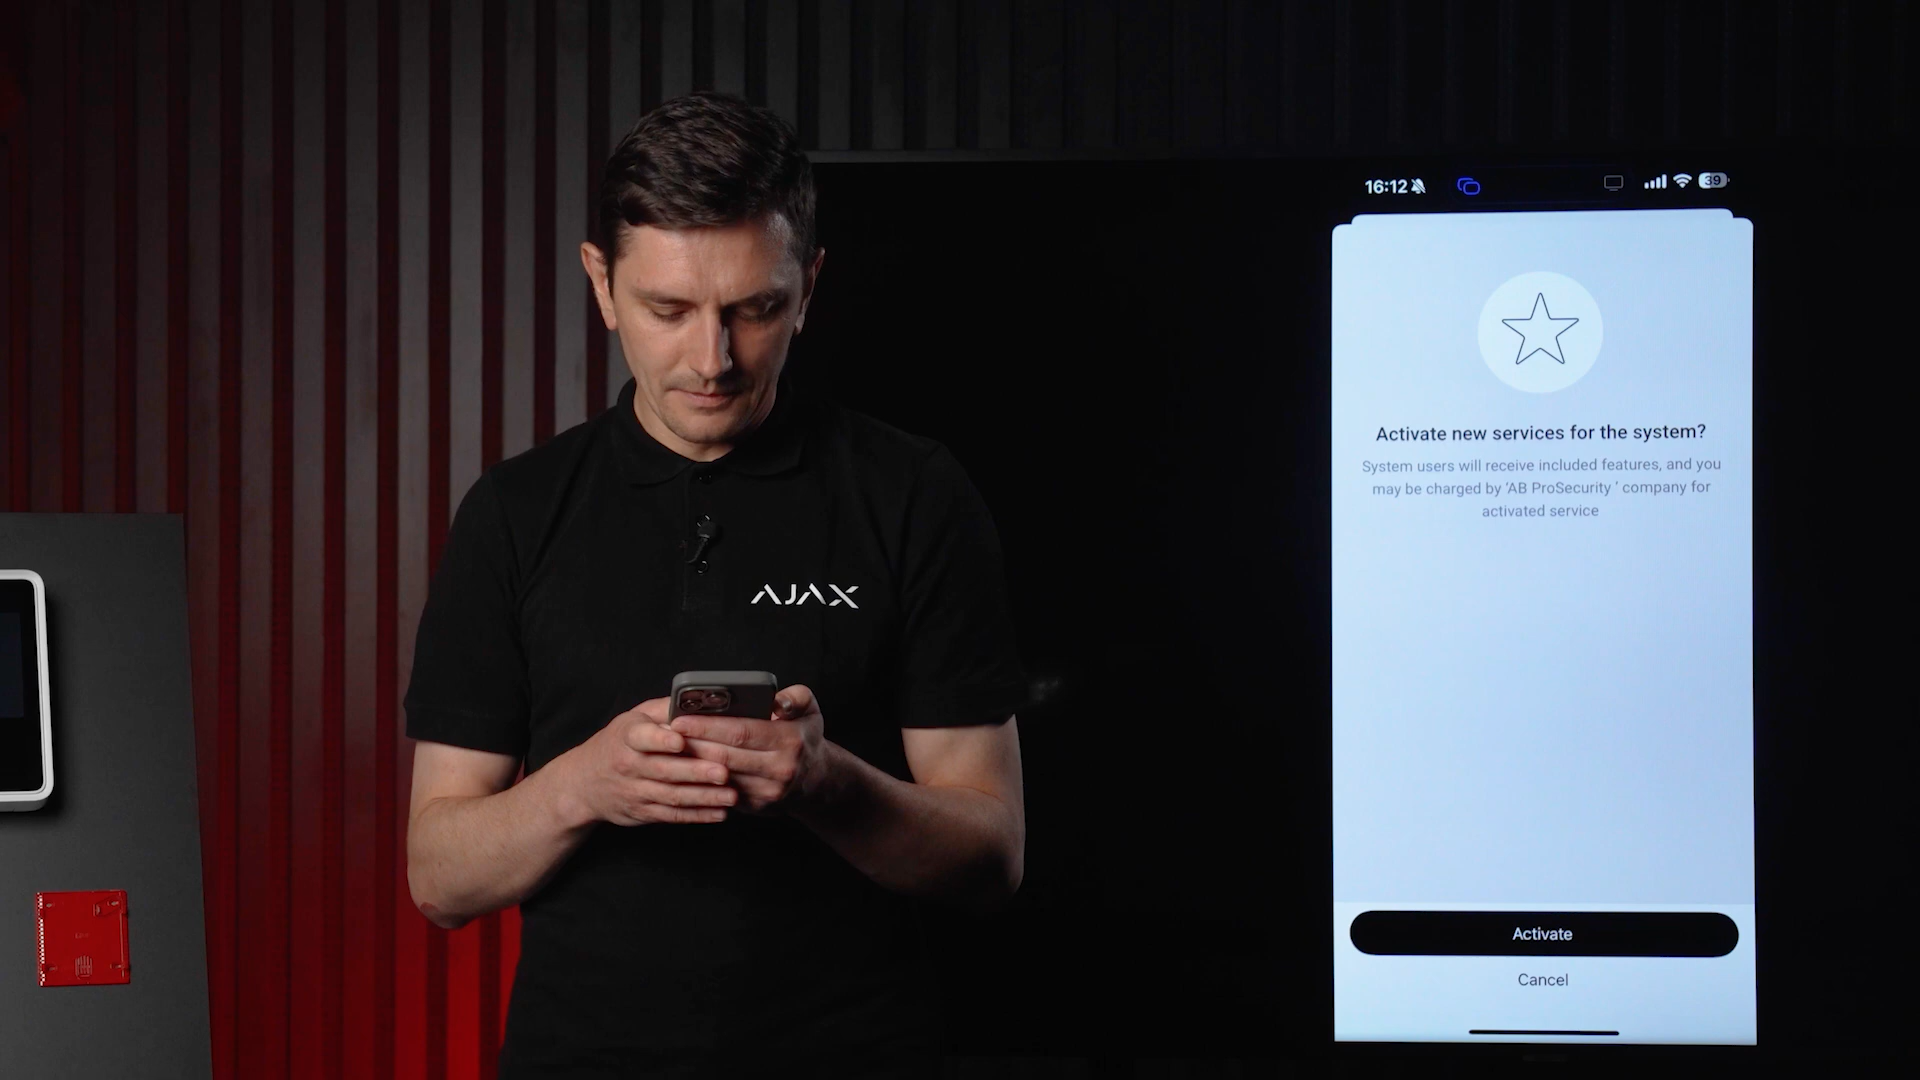 AJAX
16:12
39
Activate new services for the system?
System users will receive included features, and you
may be charged by ‘AB ProSecurity ’ company for
activated service
Activate
Cancel